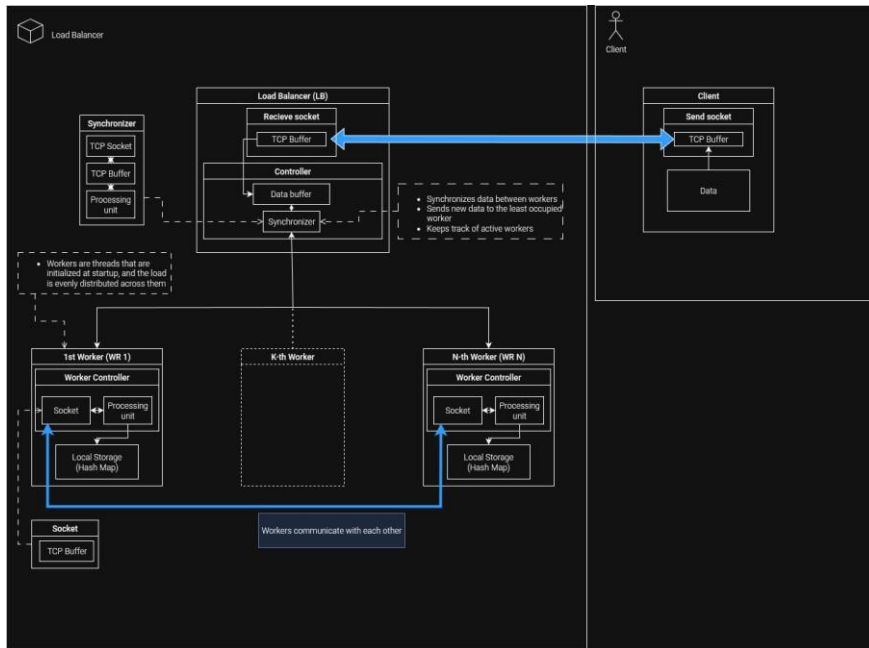 Load Balancer
Client
Load Balancer (LB)
Recieve socket
TCP Buffer
Controller
Data buffer
Synchronizer
Client
Send socket
TCP Buffer
Data
Synchronizer
TCP Socket
TCP Buffer
Processing
unit
Synchronizes data between workers
Sends new data to the least occupied
worker
Keeps track of active workers
Workers are threads that are
initialized at startup, and the load
is evenly distributed across them
1st Worker (WR 1)
Worker Controller
Socket
Processing
unit
Local Storage
(Hash Map)
K-th Worker
N-th Worker (WR N)
Worker Controller
Socket
Processing
unit
Local Storage
(Hash Map)
Socket
TCP Buffer
Workers communicate with each other